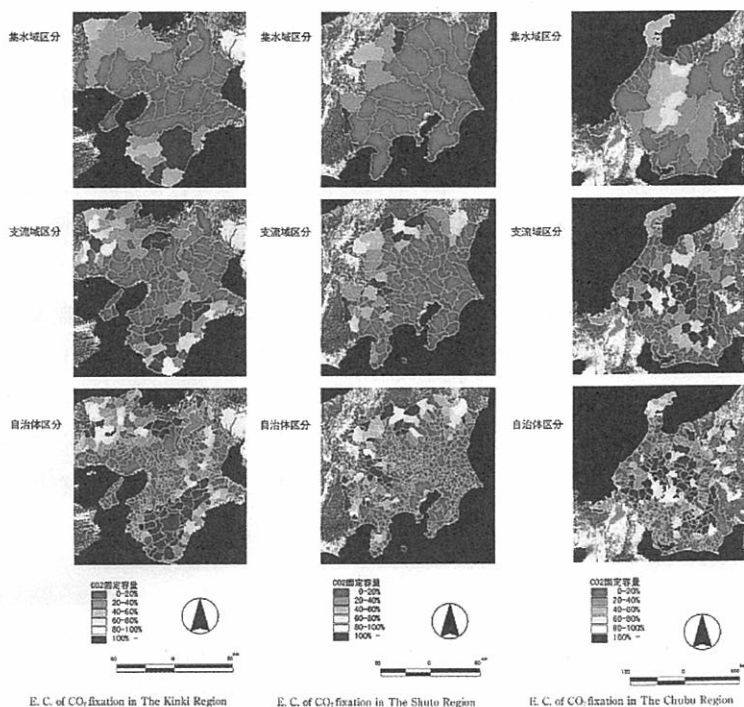 集水域区分
集水域区分
集水域区分
支流域区分
支流域区分
支流域区分
自治体区分
自治体区分
自治体区分
CO2固定容量
0-20%
20-40%
40-60%
60-80%
80-100%
100% -
CO2固定容量
0-20%
20-40%
40-60%
60-80%
80-100%
100% -
CO2固定容量
0-20%
20-40%
40-60%
60-80%
80-100%
100% -
E. C. of CO₂ fixation in The Kinki Region
E. C. of CO₂ fixation in The Shuto Region
E. C. of CO₂ fixation in The Chubu Region